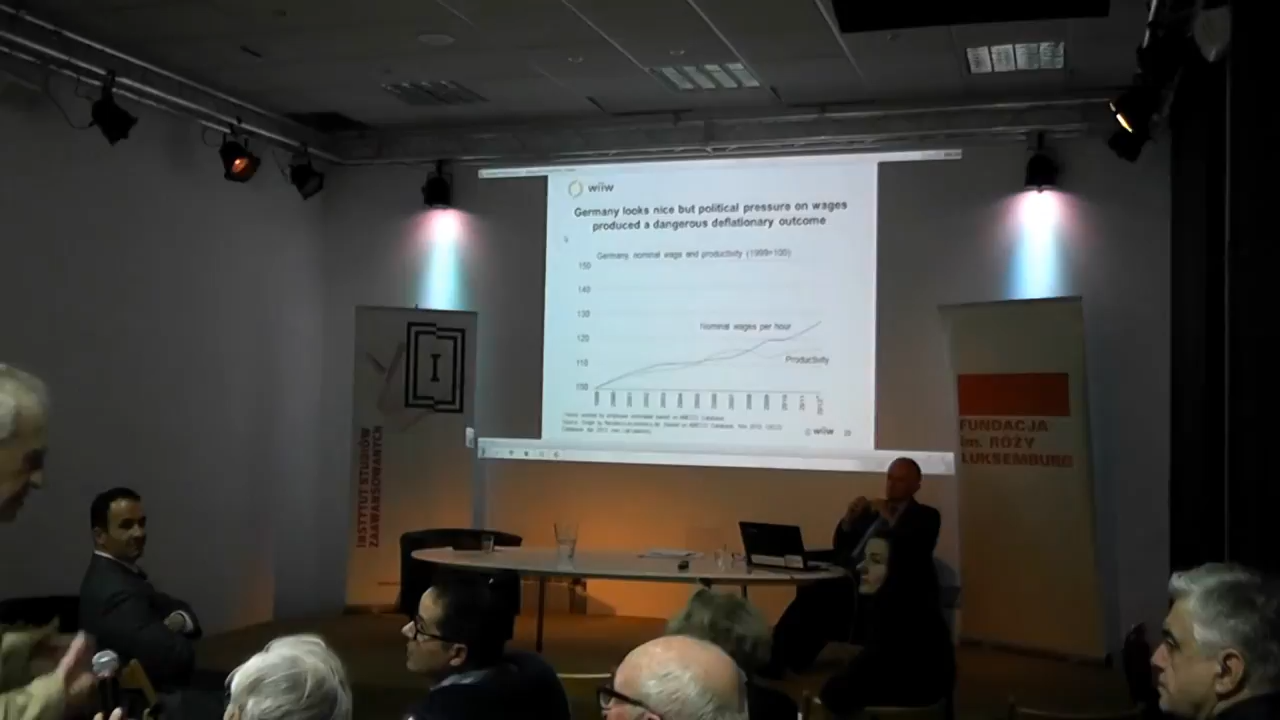 wiiw
Germany looks nice but political pressure on wages
produced a dangerous deflationary outcome
Germany, nominal wage and productivity (1999=100)
150
140
130
120
110
100
Nominal wages per hour
Productivity
© wiiw
I
INSTYTUT STUDIÓW
ZAAWANSOWANYCH
FUNDACJA
im. RÓŻY
LUKSEMBURG